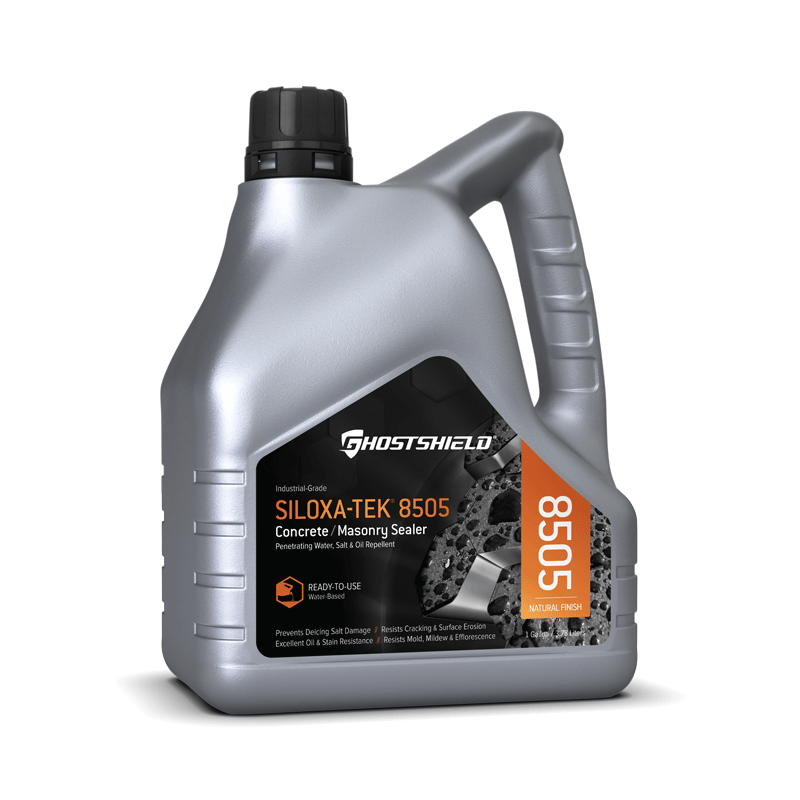 GHOSTSHIELD
Industrial-Grade
SILOXA-TEK® 8505
Concrete / Masonry Sealer
Penetrating Water, Salt & Oil Repellent
READY-TO-USE
Water-Based
Prevents Deicing Salt Damage // Resists Cracking & Surface Erosion
Excellent Oil & Stain Resistance // Resists Mold, Mildew & Efflorescence
8505
NATURAL FINISH
1 Gallon / 3.78 Liters